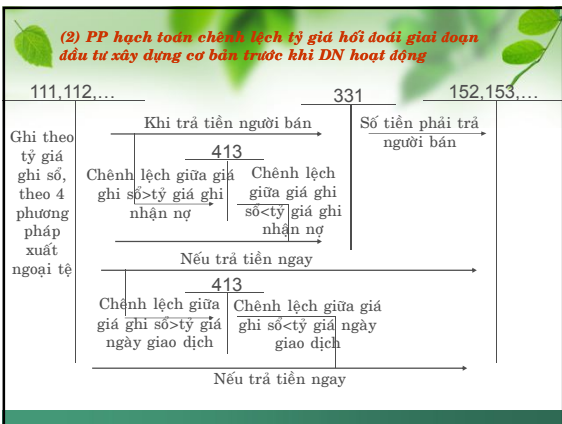 (2) PP hạch toán chênh lệch tỷ giá hối đoái giai đoạn
đầu tư xây dựng cơ bản trước khi DN hoạt động
111,112,…
331
152,153,…
Ghi theo
tỷ giá
ghi sổ,
theo 4
phương
pháp
xuất
ngoại tệ
Khi trả tiền người bán
Số tiền phải trả
người bán
413
Chênh lệch giữa giá
ghi sổ>tỷ giá ghi
nhận nợ
Chênh lệch
giữa giá ghi
sổ<tỷ giá ghi
nhận nợ
Nếu trả tiền ngay
413
Chênh lệch giữa
giá ghi sổ>tỷ giá
ngày giao dịch
Chênh lệch giữa giá
ghi sổ<tỷ giá ngày
giao dịch
Nếu trả tiền ngay